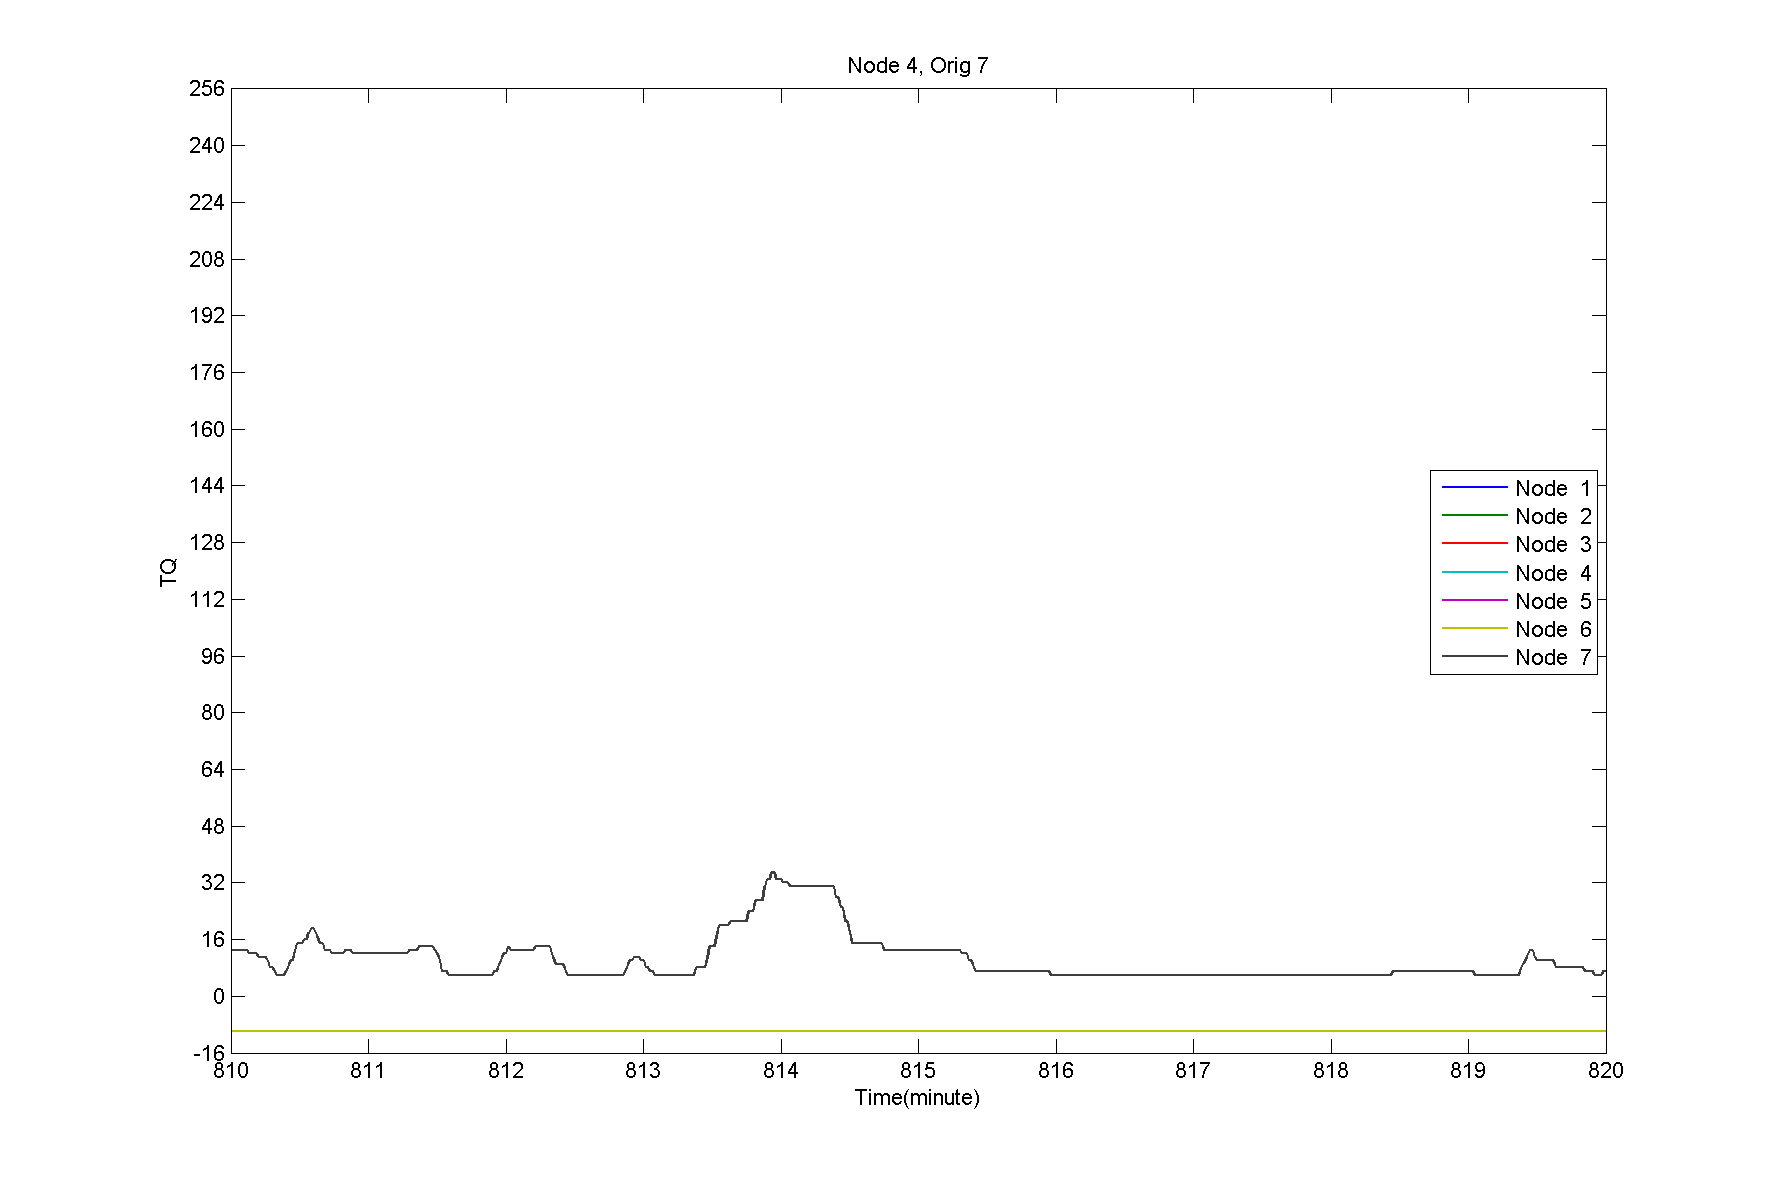 Node 4, Orig 7
256
240
224
208
192
176
160
144
128
112
96
80
64
48
32
16
0
-16
TQ
Node 1
Node 2
Node 3
Node 4
Node 5
Node 6
Node 7
810 811 812 813 814 815 816 817 818 819 820
Time(minute)